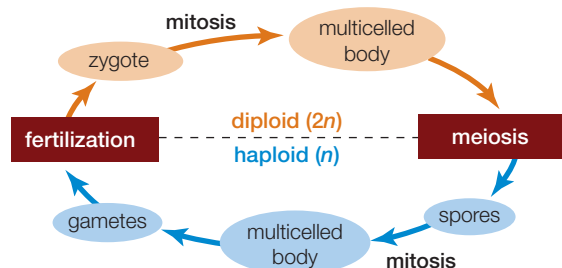 mitosis
multicelled
body
zygote
diploid (2n)
fertilization
meiosis
haploid (n)
gametes
multicelled
body
spores
mitosis